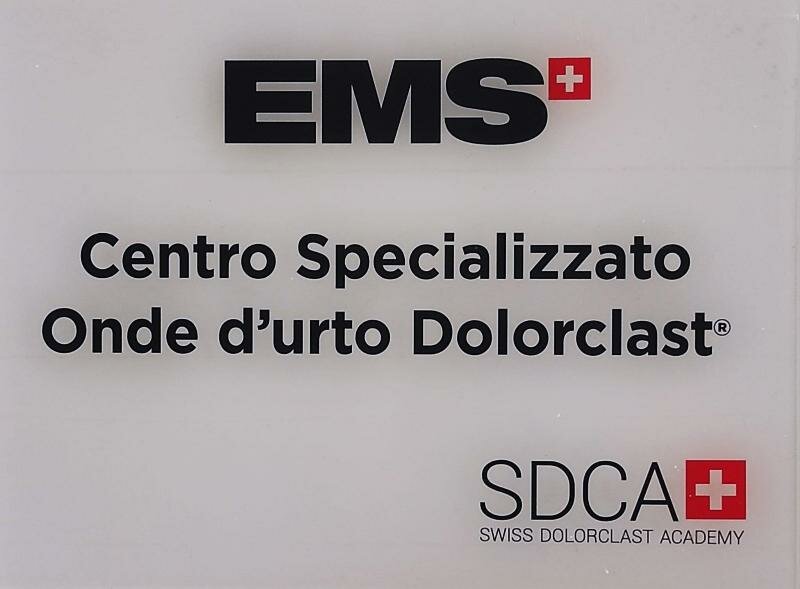 EMS
Centro Specializzato
Onde d'urto Dolorclast®
SDCA
SWISS DOLORCLAST ACADEMY